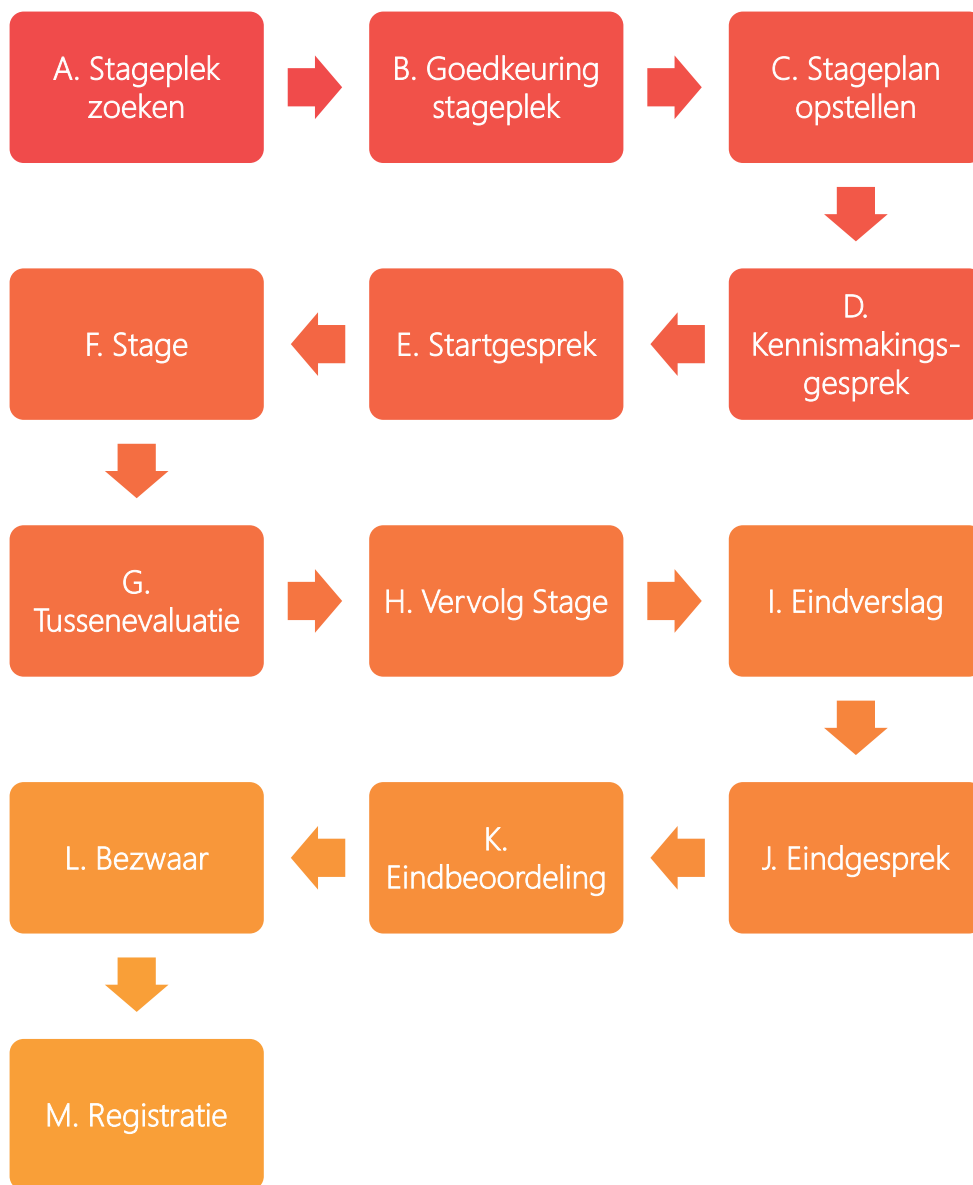 A. Stageplek
zoeken
B. Goedkeuring
stageplek
C. Stageplan
opstellen
D.
Kennismakings-
gesprek
E. Startgesprek
F. Stage
G.
Tussenevaluatie
H. Vervolg Stage
I. Eindverslag
J. Eindgesprek
K.
Eindbeoordeling
L. Bezwaar
M. Registratie